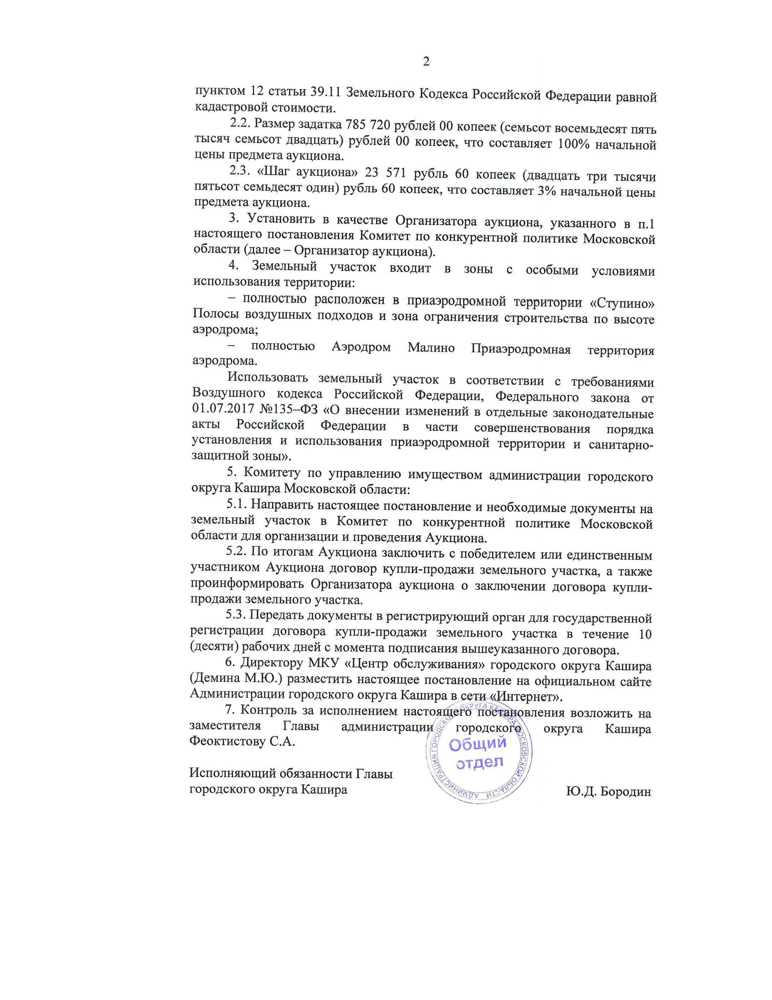 2
пунктом 12 статьи 39.11 Земельного Кодекса Российской Федерации равной
кадастровой стоимости.
2.2. Размер задатка 785 720 рублей 00 копеек (семьсот восемьдесят пять
тысяч семьсот двадцать) рублей 00 копеек, что составляет 100% начальной
цены предмета аукциона.
2.3. «Шаг аукциона» 23 571 рубль 60 копеек (двадцать три тысячи
пятьсот семьдесят один) рубль 60 копеек, что составляет 3% начальной цены
предмета аукциона.
3. Установить в качестве Организатора аукциона, указанного в п.1
настоящего постановления Комитет по конкурентной политике Московской
области (далее – Организатор аукциона).
4. Земельный участок входит в зоны с особыми условиями
использования территории:
– полностью расположен в приаэродромной территории «Ступино»
Полосы воздушных подходов и зона ограничения строительства по высоте
аэродрома;
– полностью Аэродром Малино Приаэродромная территория
аэродрома.
Использовать земельный участок в соответствии с требованиями
Воздушного кодекса Российской Федерации, Федерального закона от
01.07.2017 №135–ФЗ «О внесении изменений в отдельные законодательные
акты Российской Федерации в части совершенствования порядка
установления и использования приаэродромной территории и санитарно-
защитной зоны».
5. Комитету по управлению имуществом администрации городского
округа Кашира Московской области:
5.1. Направить настоящее постановление и необходимые документы на
земельный участок в Комитет по конкурентной политике Московской
области для организации и проведения Аукциона.
5.2. По итогам Аукциона заключить с победителем или единственным
участником Аукциона договор купли-продажи земельного участка, а также
проинформировать Организатора аукциона о заключении договора купли-
продажи земельного участка.
5.3. Передать документы в регистрирующий орган для государственной
регистрации договора купли-продажи земельного участка в течение 10
(десяти) рабочих дней с момента подписания вышеуказанного договора.
6. Директору МКУ «Центр обслуживания» городского округа Кашира
(Демина М.Ю.) разместить настоящее постановление на официальном сайте
Администрации городского округа Кашира в сети «Интернет».
7. Контроль за исполнением настоящего постановления возложить на
заместителя Главы администрации городского округа Кашира
Феоктистову С.А.
АДМИНИСТРАЦИЯ ГОРОДСКОГО ОКРУГА КАШИРА МОСКОВСКОЙ ОБЛАСТИ
Общий
отдел
Исполняющий обязанности Главы
городского округа Кашира Ю.Д. Бородин